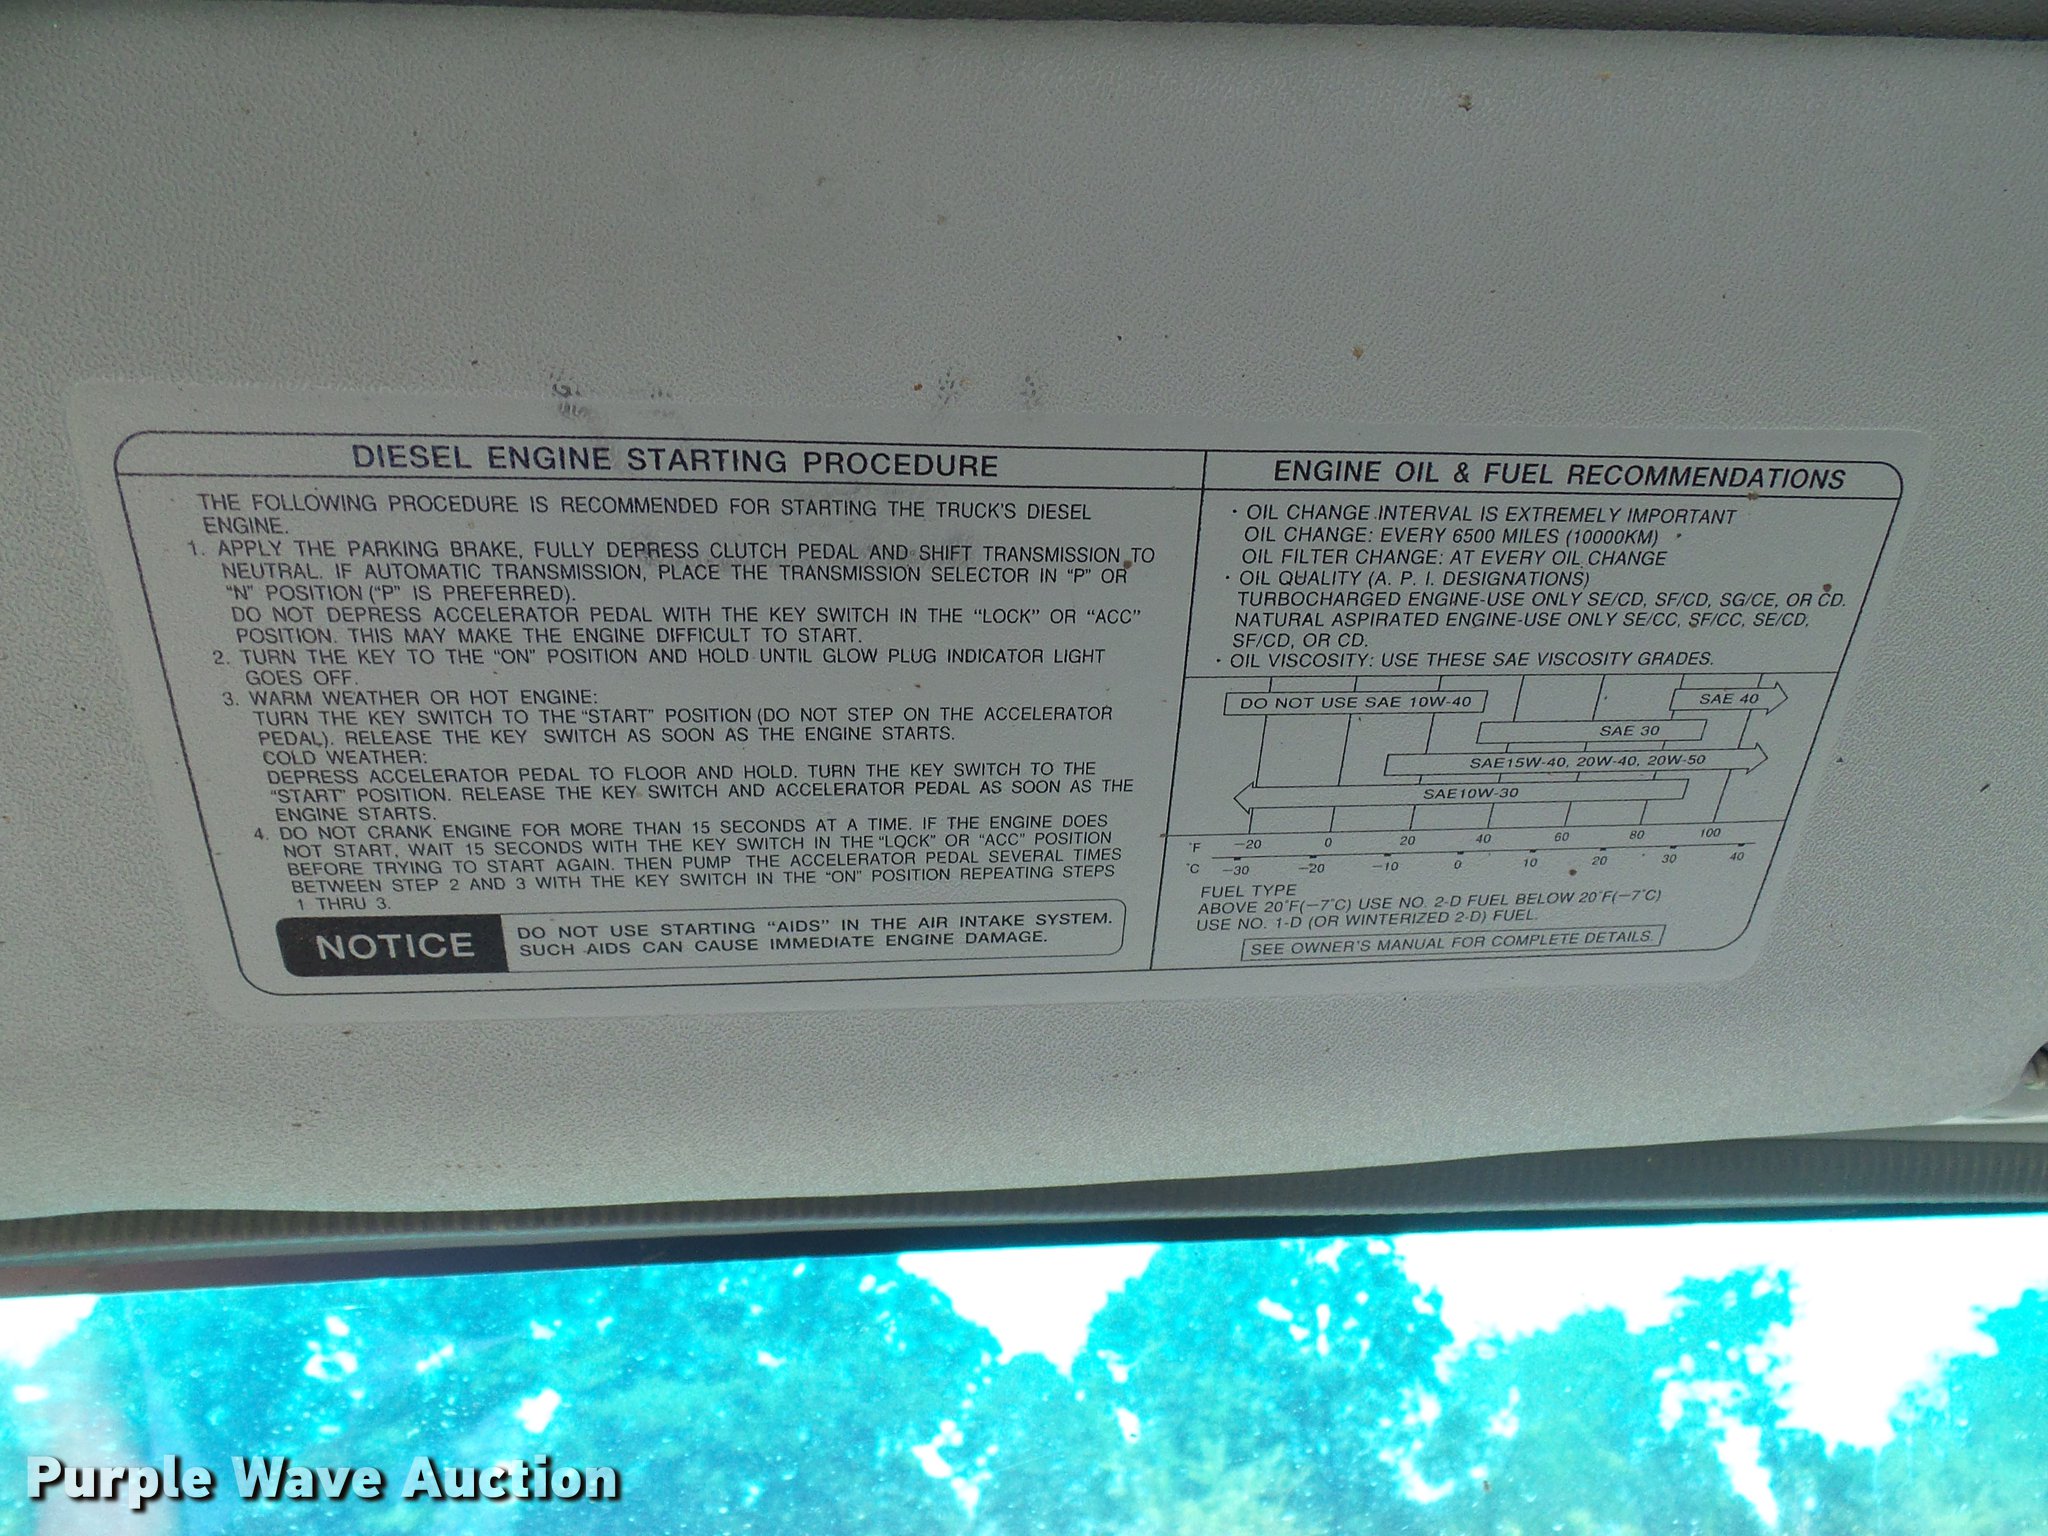 DIESEL ENGINE STARTING PROCEDURE
THE FOLLOWING PROCEDURE IS RECOMMENDED FOR STARTING THE TRUCK'S DIESEL
ENGINE.
1. APPLY THE PARKING BRAKE, FULLY DEPRESS CLUTCH PEDAL AND SHIFT TRANSMISSION TO
NEUTRAL. IF AUTOMATIC TRANSMISSION, PLACE THE TRANSMISSION SELECTOR IN "P" OR
"N" POSITION ("P" IS PREFERRED).
DO NOT DEPRESS ACCELERATOR PEDAL WITH THE KEY SWITCH IN THE "LOCK" OR "ACC"
POSITION. THIS MAY MAKE THE ENGINE DIFFICULT TO START.
2. TURN THE KEY TO THE "ON" POSITION AND HOLD UNTIL GLOW PLUG INDICATOR LIGHT
GOES OFF.
3. WARM WEATHER OR HOT ENGINE:
TURN THE KEY SWITCH TO THE "START" POSITION (DO NOT STEP ON THE ACCELERATOR
PEDAL). RELEASE THE KEY SWITCH AS SOON AS THE ENGINE STARTS.
COLD WEATHER:
DEPRESS ACCELERATOR PEDAL TO FLOOR AND HOLD. TURN THE KEY SWITCH TO THE
"START" POSITION. RELEASE THE KEY SWITCH AND ACCELERATOR PEDAL AS SOON AS THE
ENGINE STARTS.
4. DO NOT CRANK ENGINE FOR MORE THAN 15 SECONDS AT A TIME. IF THE ENGINE DOES
NOT START, WAIT 15 SECONDS WITH THE KEY SWITCH IN THE "LOCK" OR "ACC" POSITION
BEFORE TRYING TO START AGAIN. THEN PUMP THE ACCELERATOR PEDAL SEVERAL TIMES
BETWEEN STEP 2 AND 3 WITH THE KEY SWITCH IN THE "ON" POSITION REPEATING STEPS
1 THRU 3.
NOTICE
DO NOT USE STARTING "AIDS" IN THE AIR INTAKE SYSTEM.
SUCH AIDS CAN CAUSE IMMEDIATE ENGINE DAMAGE.
ENGINE OIL & FUEL RECOMMENDATIONS
· OIL CHANGE INTERVAL IS EXTREMELY IMPORTANT
OIL CHANGE: EVERY 6500 MILES (10000KM)
OIL FILTER CHANGE: AT EVERY OIL CHANGE
· OIL QUALITY (A. P. I. DESIGNATIONS)
TURBOCHARGED ENGINE-USE ONLY SE/CD, SF/CD, SG/CE, OR CD.
NATURAL ASPIRATED ENGINE-USE ONLY SE/CC, SF/CC, SE/CD,
SF/CD, OR CD.
· OIL VISCOSITY: USE THESE SAE VISCOSITY GRADES.
DO NOT USE SAE 10W-40
SAE 40
SAE 30
SAE15W-40, 20W-40, 20W-50
SAE10W-30
°F −20 0 20 40 60 80 100
°C −30 −20 −10 0 10 20 30 40
FUEL TYPE
ABOVE 20°F(−7°C) USE NO. 2-D FUEL BELOW 20°F(−7°C)
USE NO. 1-D (OR WINTERIZED 2-D) FUEL.
SEE OWNER'S MANUAL FOR COMPLETE DETAILS.
Purple Wave Auction